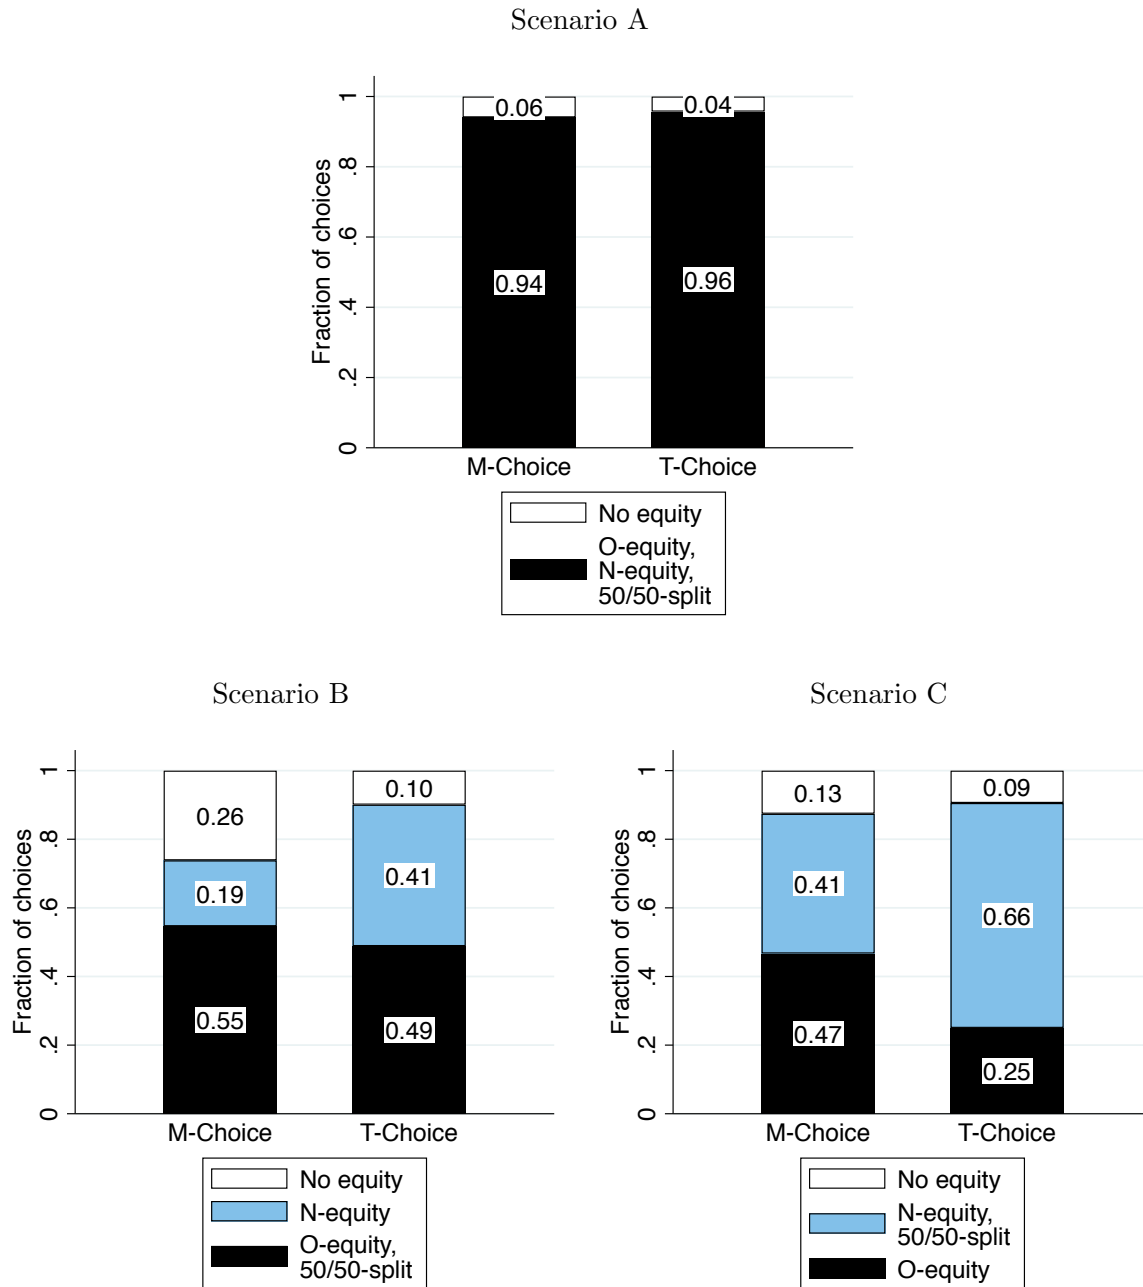 Scenario A
Fraction of choices
1
.8
.6
.4
.2
0
0.06
0.04
0.94
0.96
M-Choice
T-Choice
No equity
O-equity,
N-equity,
50/50-split
Scenario B
Fraction of choices
1
.8
.6
.4
.2
0
0.26
0.10
0.19
0.41
0.55
0.49
M-Choice
T-Choice
No equity
N-equity
O-equity,
50/50-split
Scenario C
Fraction of choices
1
.8
.6
.4
.2
0
0.13
0.09
0.41
0.66
0.47
0.25
M-Choice
T-Choice
No equity
N-equity,
50/50-split
O-equity